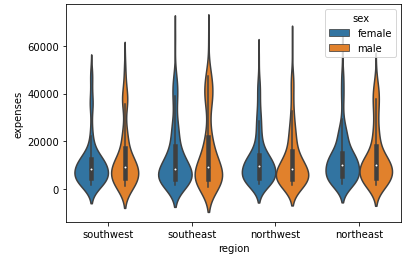 sex
female
male
60000
40000
20000
0
expenses
southwest
southeast
northwest
northeast
region